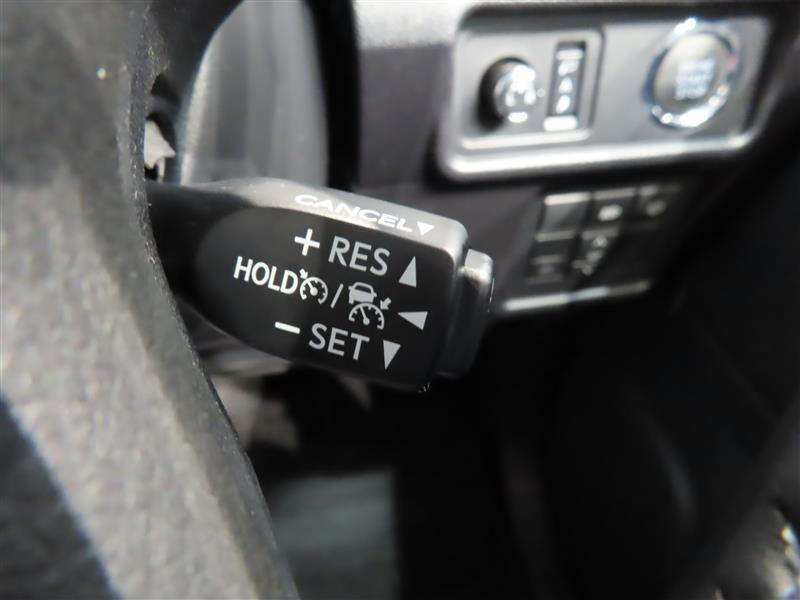 CANCEL▼
+ RES ▲
HOLD /
- SET ▼